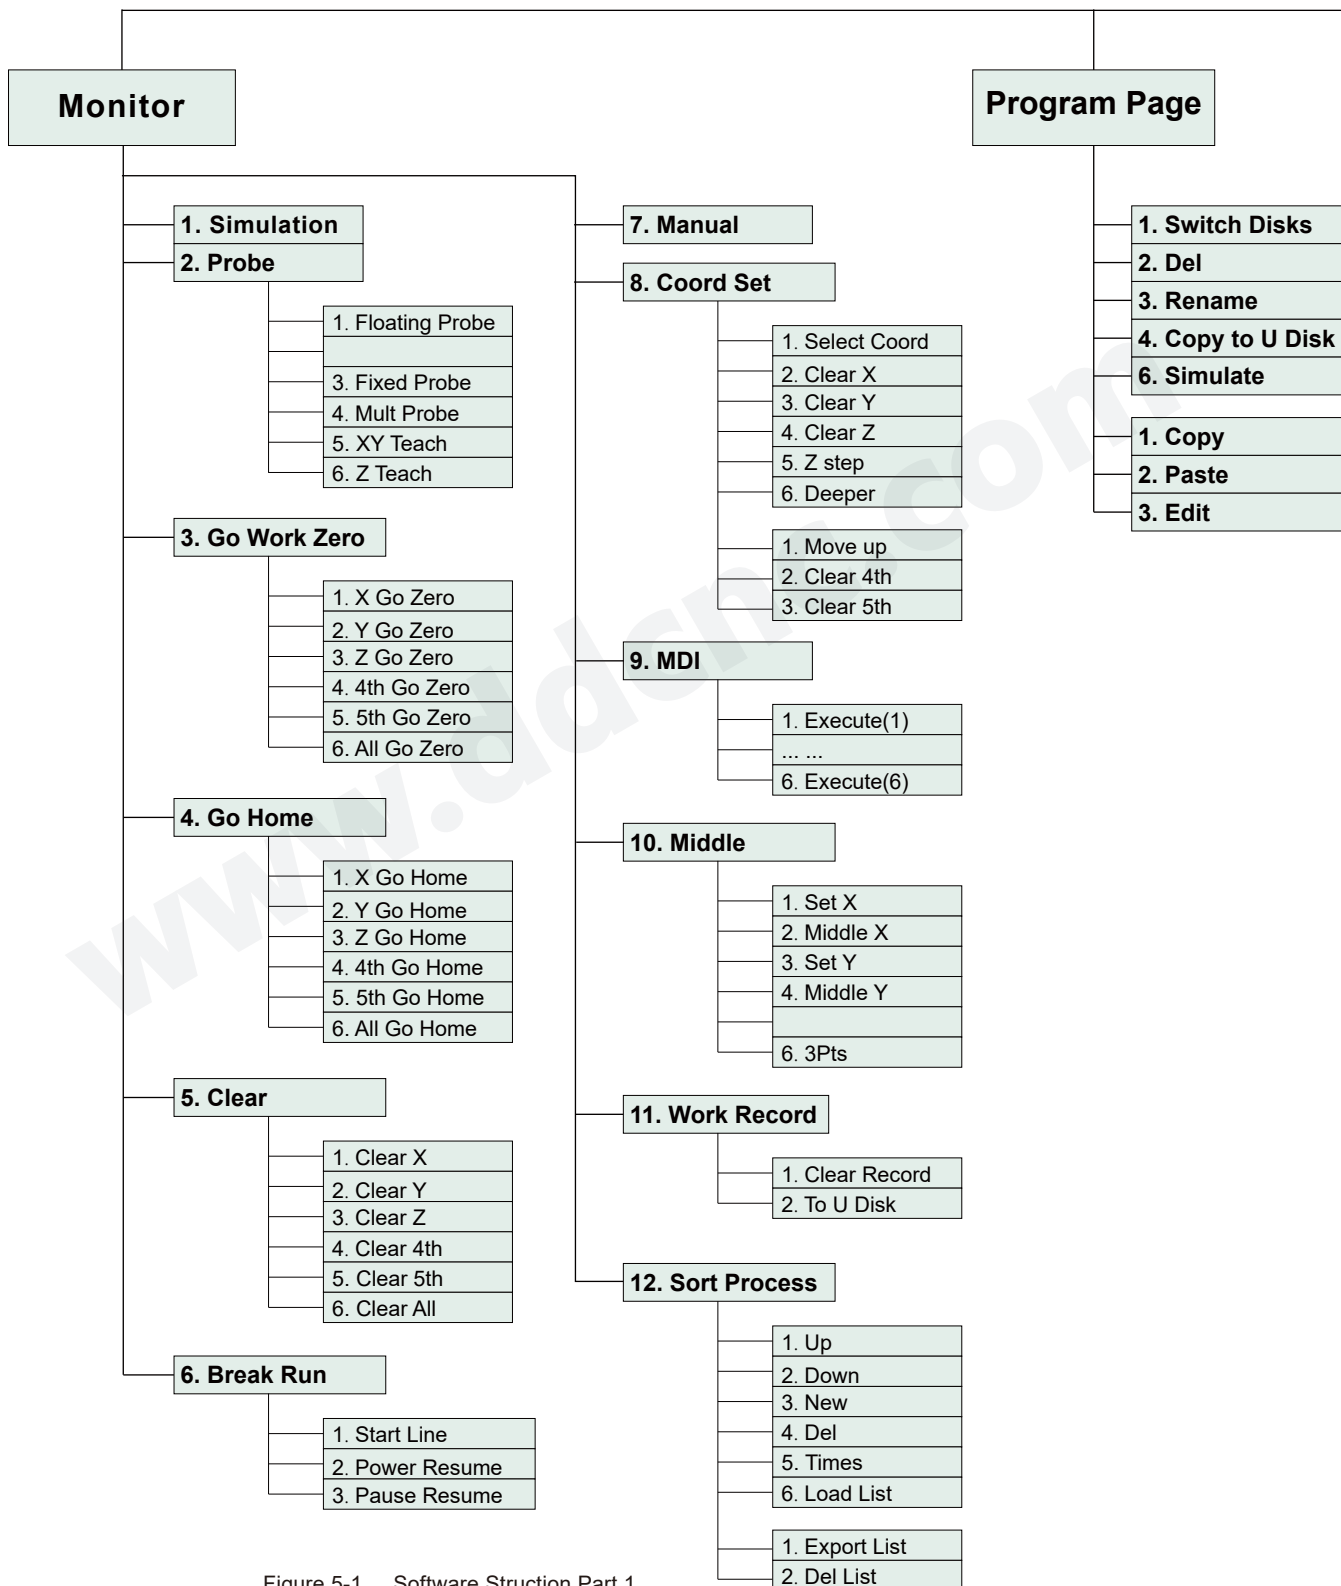 Monitor
1. Simulation
2. Probe
1. Floating Probe
3. Fixed Probe
4. Mult Probe
5. XY Teach
6. Z Teach
3. Go Work Zero
1. X Go Zero
2. Y Go Zero
3. Z Go Zero
4. 4th Go Zero
5. 5th Go Zero
6. All Go Zero
4. Go Home
1. X Go Home
2. Y Go Home
3. Z Go Home
4. 4th Go Home
5. 5th Go Home
6. All Go Home
5. Clear
1. Clear X
2. Clear Y
3. Clear Z
4. Clear 4th
5. Clear 5th
6. Clear All
6. Break Run
1. Start Line
2. Power Resume
3. Pause Resume
7. Manual
8. Coord Set
1. Select Coord
2. Clear X
3. Clear Y
4. Clear Z
5. Z step
6. Deeper
1. Move up
2. Clear 4th
3. Clear 5th
9. MDI
1. Execute(1)
... ...
6. Execute(6)
10. Middle
1. Set X
2. Middle X
3. Set Y
4. Middle Y
6. 3Pts
11. Work Record
1. Clear Record
2. To U Disk
12. Sort Process
1. Up
2. Down
3. New
4. Del
5. Times
6. Load List
1. Export List
2. Del List
Program Page
1. Switch Disks
2. Del
3. Rename
4. Copy to U Disk
6. Simulate
1. Copy
2. Paste
3. Edit
www.ddcnc.com
Figure 5-1 Software Struction Part 1